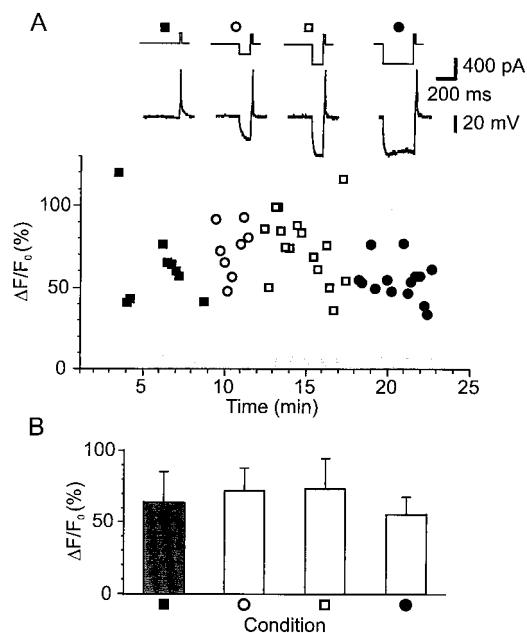 A
400 pA
200 ms
20 mV
ΔF/F₀ (%)
100
50
0
5
10
15
20
25
Time (min)
B
ΔF/F₀ (%)
100
50
0
Condition